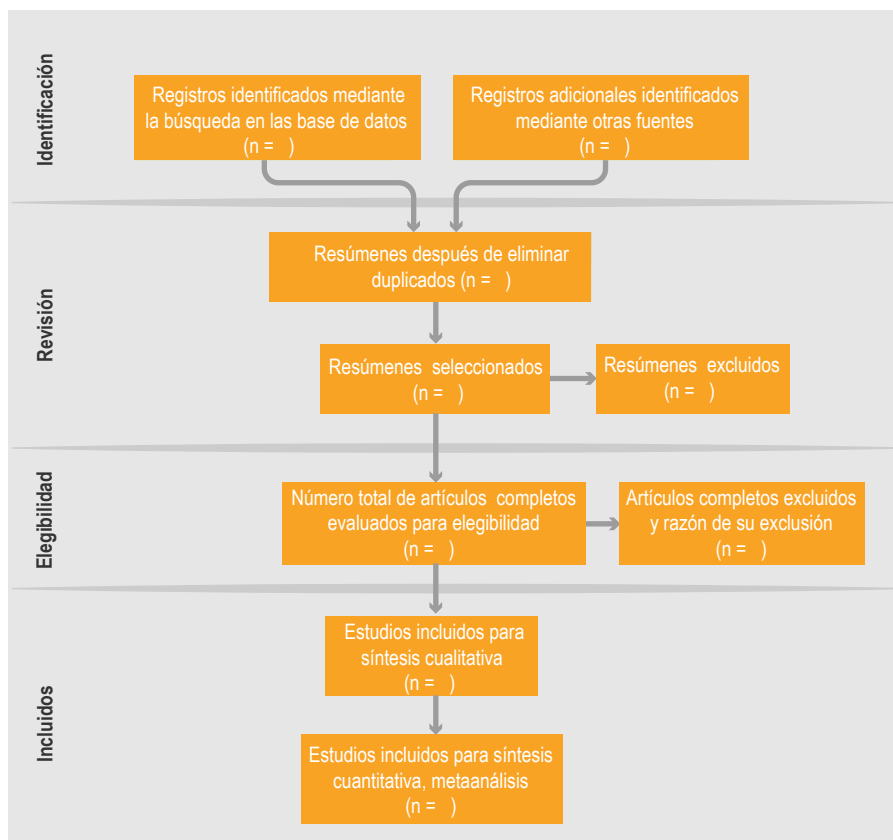 Identificación
Registros identificados mediante
la búsqueda en las base de datos
(n = )
Registros adicionales identificados
mediante otras fuentes
(n = )
Revisión
Resúmenes después de eliminar
duplicados (n = )
Resúmenes seleccionados
(n = )
Resúmenes excluidos
(n = )
Elegibilidad
Número total de artículos completos
evaluados para elegibilidad
(n = )
Artículos completos excluidos
y razón de su exclusión
(n = )
Incluidos
Estudios incluidos para
síntesis cualitativa
(n = )
Estudios incluidos para síntesis
cuantitativa, metaanálisis
(n = )